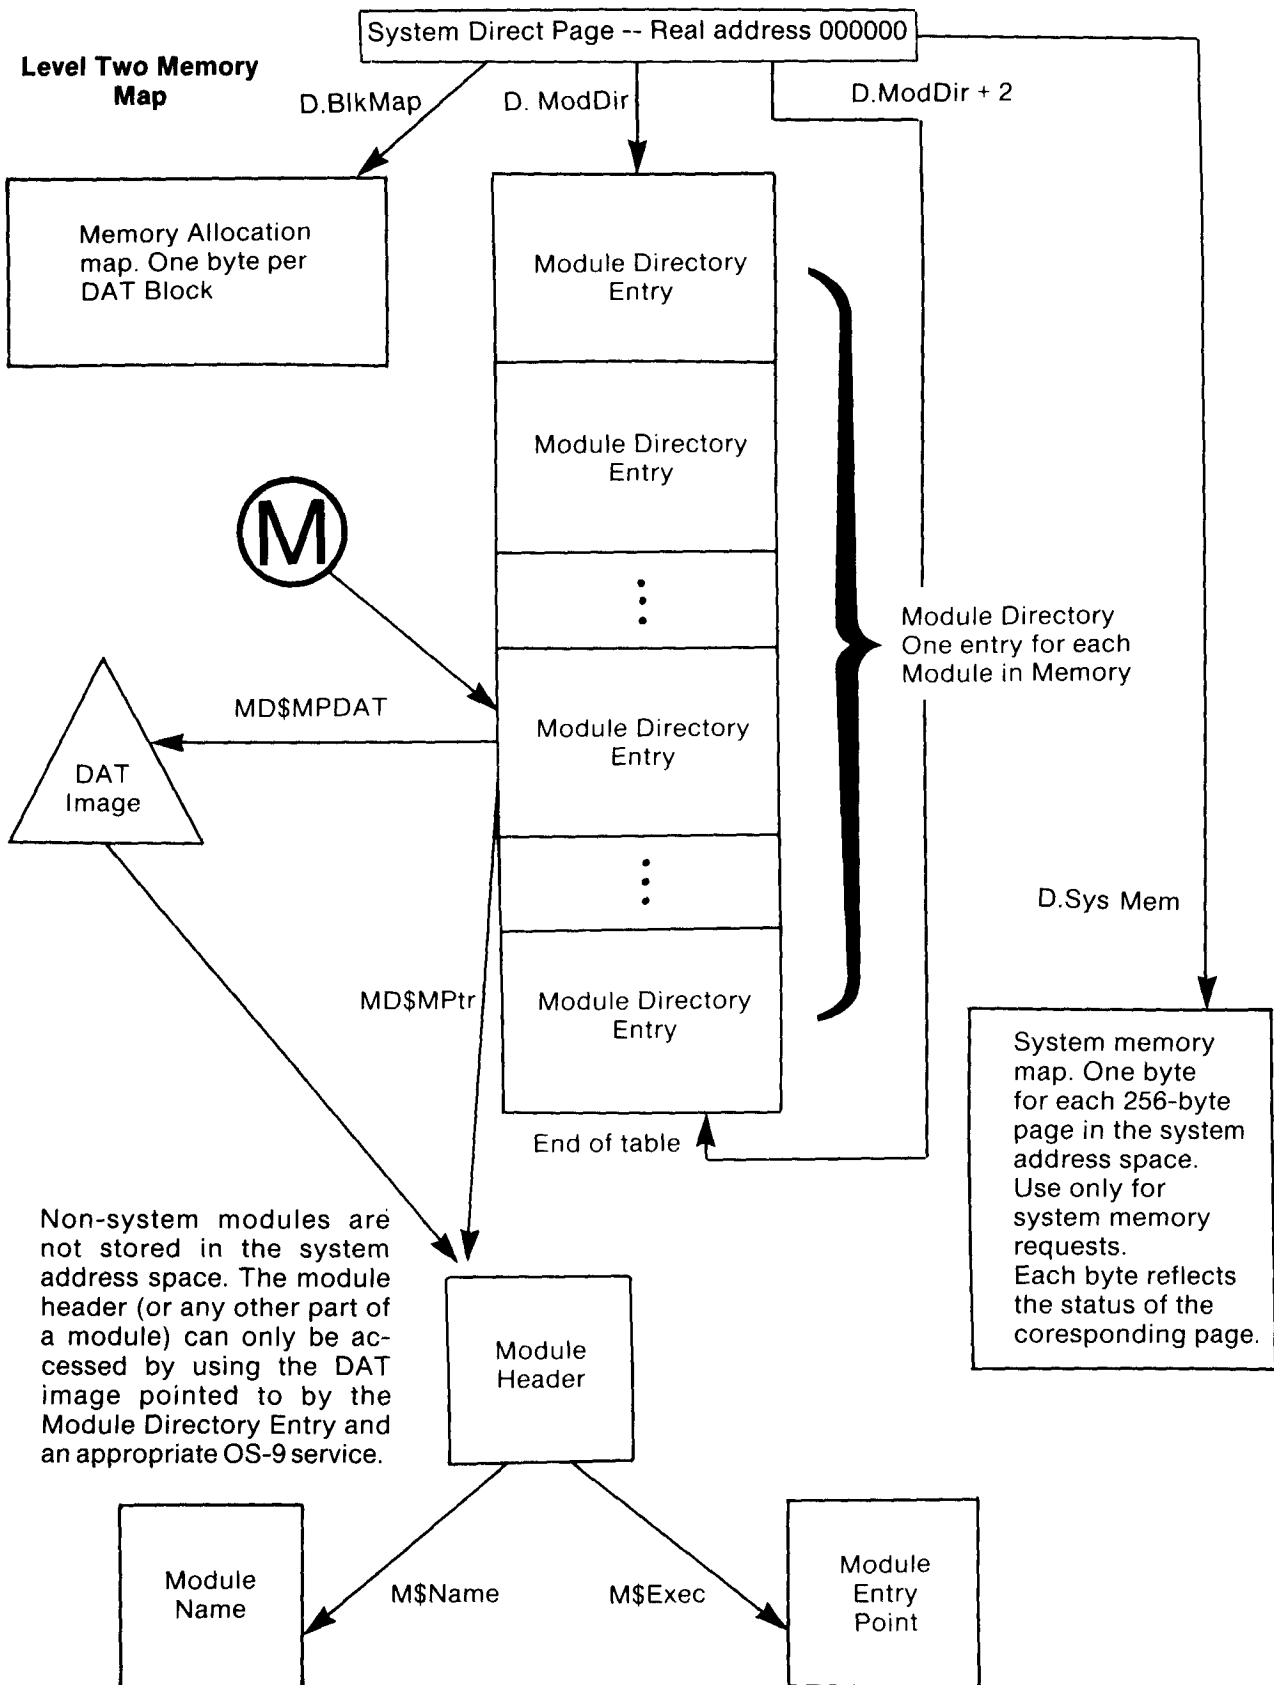 System Direct Page -- Real address 000000
Level Two Memory
Map
D.BlkMap
D. ModDir
D.ModDir + 2
Memory Allocation
map. One byte per
DAT Block
Module Directory
Entry
Module Directory
Entry
M
Module Directory
One entry for each
Module in Memory
MD$MPDAT
Module Directory
Entry
DAT
Image
D.Sys Mem
MD$MPtr
Module Directory
Entry
End of table
System memory
map. One byte
for each 256-byte
page in the system
address space.
Use only for
system memory
requests.
Each byte reflects
the status of the
coresponding page.
Non-system modules are
not stored in the system
address space. The module
header (or any other part of
a module) can only be ac-
cessed by using the DAT
image pointed to by the
Module Directory Entry and
an appropriate OS-9 service.
Module
Header
M$Name
M$Exec
Module
Name
Module
Entry
Point